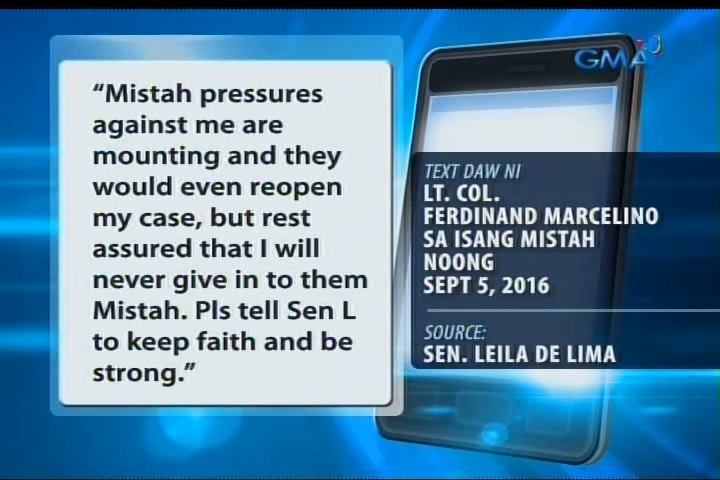 GMA
“Mistah pressures
against me are
mounting and they
would even reopen
my case, but rest
assured that I will
never give in to them
Mistah. Pls tell Sen L
to keep faith and be
strong.”
TEXT DAW NI
LT. COL.
FERDINAND MARCELINO
SA ISANG MISTAH
NOONG
SEPT 5, 2016
SOURCE:
SEN. LEILA DE LIMA